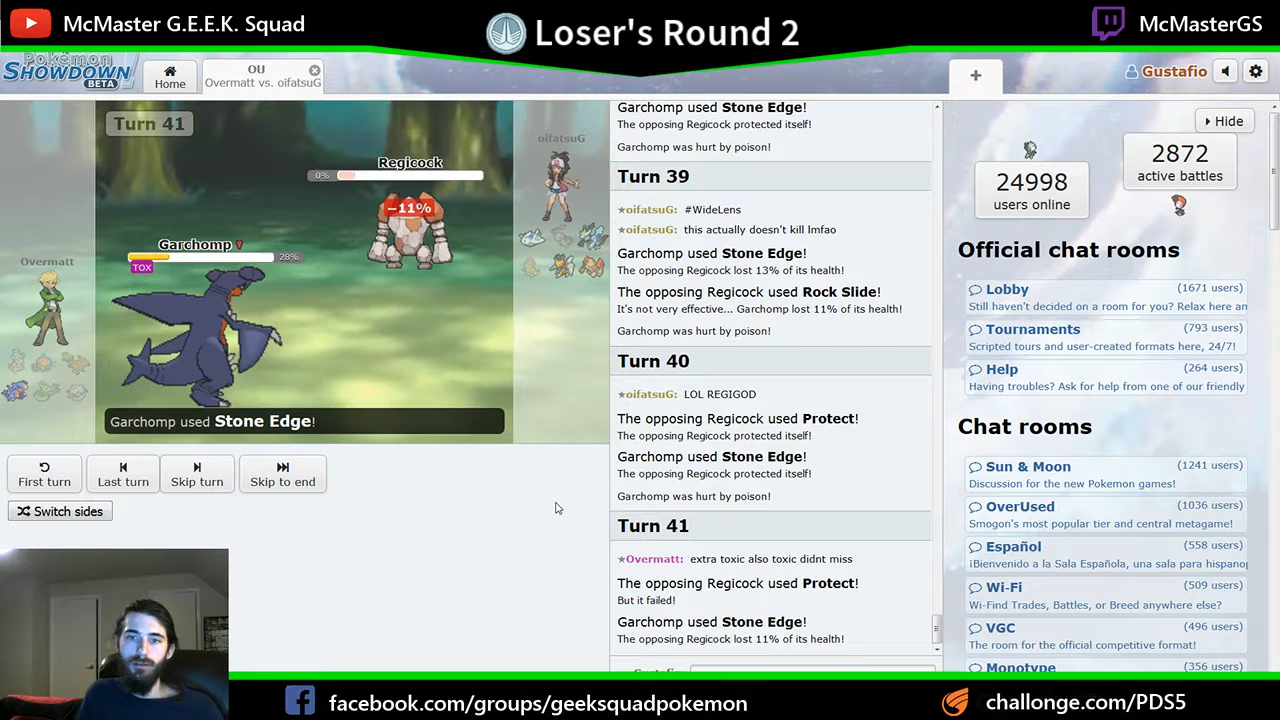 McMaster G.E.E.K. Squad
Loser's Round 2
McMasterGS
Pokémon
SHOWDOWN
BETA
Home
OU
Overmatt vs. oifatsuG
+
Gustafio
Turn 41
oifatsuG
Regicock
0%
−11%
Garchomp
28%
TOX
Overmatt
Garchomp used Stone Edge!
First turn
Last turn
Skip turn
Skip to end
Switch sides
Garchomp used Stone Edge!
The opposing Regicock protected itself!
Garchomp was hurt by poison!
Turn 39
★oifatsuG: #WideLens
★oifatsuG: this actually doesn't kill lmfao
Garchomp used Stone Edge!
The opposing Regicock lost 13% of its health!
The opposing Regicock used Rock Slide!
It's not very effective... Garchomp lost 11% of its health!
Garchomp was hurt by poison!
Turn 40
★oifatsuG: LOL REGIGOD
The opposing Regicock used Protect!
The opposing Regicock protected itself!
Garchomp used Stone Edge!
The opposing Regicock protected itself!
Garchomp was hurt by poison!
Turn 41
★Overmatt: extra toxic also toxic didnt miss
The opposing Regicock used Protect!
But it failed!
Garchomp used Stone Edge!
The opposing Regicock lost 11% of its health!
Hide
24998
users online
2872
active battles
Official chat rooms
Lobby (1671 users)
Still haven't decided on a room for you? Relax here am
Tournaments (793 users)
Scripted tours and user-created formats here, 24/7!
Help (264 users)
Having troubles? Ask for help from one of our friendly
Chat rooms
Sun & Moon (1241 users)
Discussion for the new Pokemon games!
OverUsed (1036 users)
Smogon's most popular tier and central metagame!
Español (558 users)
¡Bienvenido a la Sala Española, una sala para hispano
Wi-Fi (509 users)
Wi-Find Trades, Battles, or Breed anywhere else?
VGC (496 users)
The room for the official competitive format!
Monotype (356 users)
facebook.com/groups/geeksquadpokemon
challonge.com/PDS5